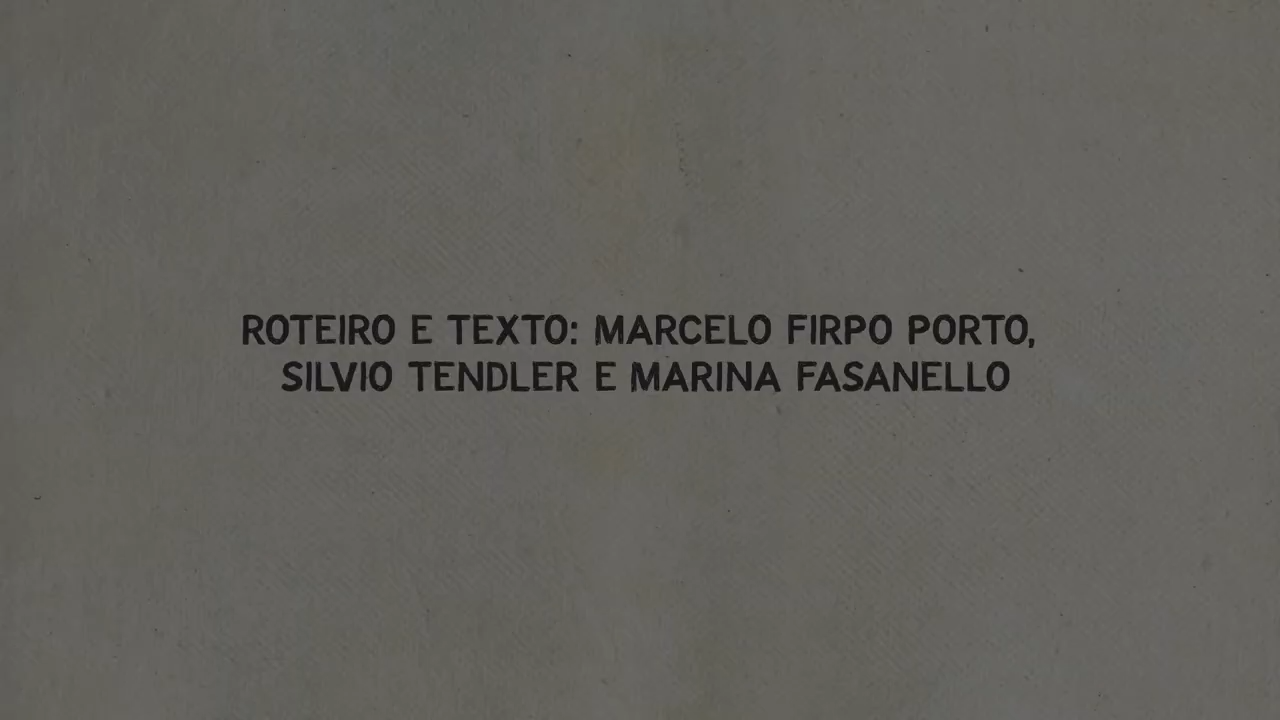 ROTEIRO E TEXTO: MARCELO FIRPO PORTO,
SILVIO TENDLER E MARINA FASANELLO